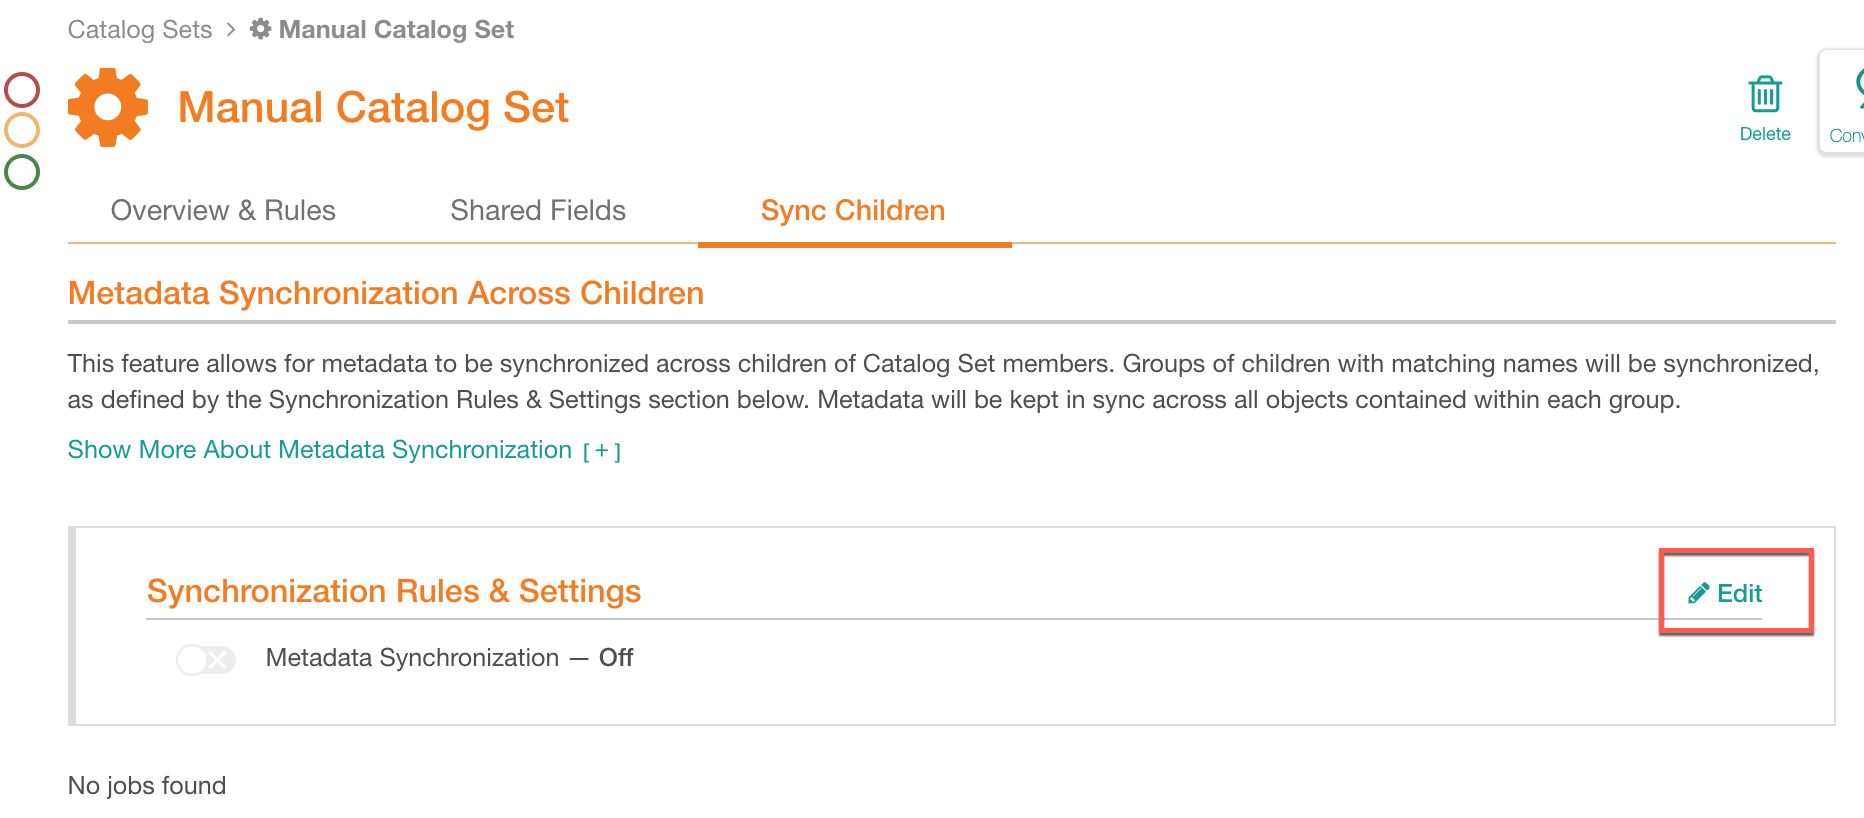 Catalog Sets > Manual Catalog Set
Manual Catalog Set
Delete
Overview & Rules
Shared Fields
Sync Children
Metadata Synchronization Across Children
This feature allows for metadata to be synchronized across children of Catalog Set members. Groups of children with matching names will be synchronized,
as defined by the Synchronization Rules & Settings section below. Metadata will be kept in sync across all objects contained within each group.
Show More About Metadata Synchronization [+]
Synchronization Rules & Settings
Edit
Metadata Synchronization — Off
No jobs found